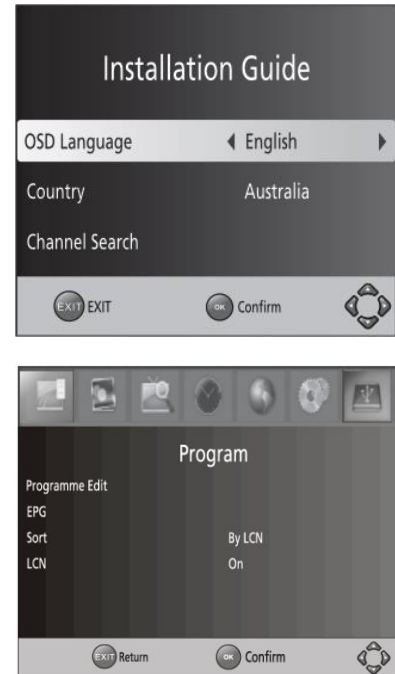 Installation Guide
OSD Language English
Country Australia
Channel Search
EXIT EXIT OK Confirm
Program
Programme Edit
EPG
Sort By LCN
LCN On
EXIT Return OK Confirm